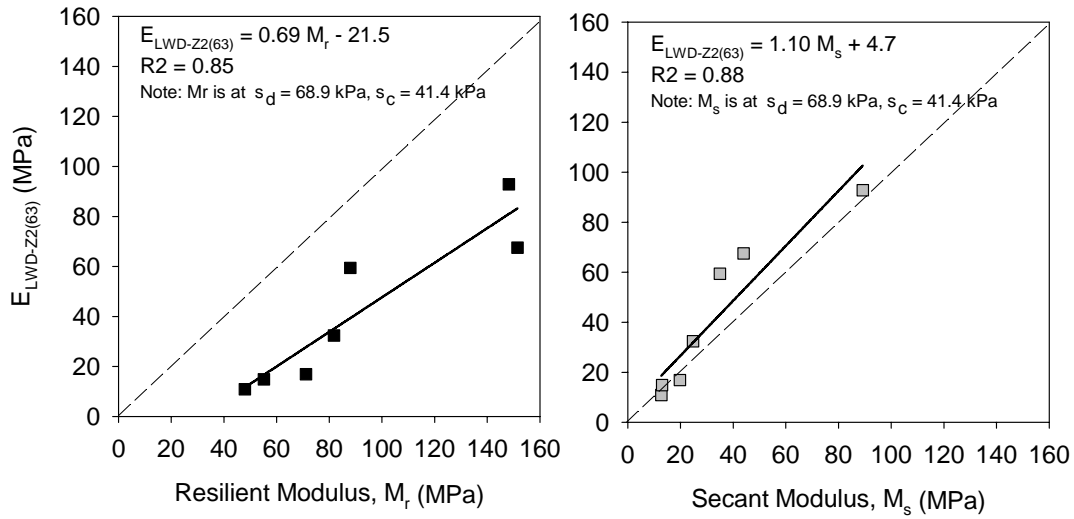 E_LWD-Z2(63) = 0.69 M_r - 21.5
R2 = 0.85
Note: Mr is at s_d = 68.9 kPa, s_c = 41.4 kPa
E_LWD-Z2(63) (MPa)
160
140
120
100
80
60
40
20
0
0 20 40 60 80 100 120 140 160
Resilient Modulus, M_r (MPa)
E_LWD-Z2(63) = 1.10 M_s + 4.7
R2 = 0.88
Note: M_s is at s_d = 68.9 kPa, s_c = 41.4 kPa
160
140
120
100
80
60
40
20
0
0 20 40 60 80 100 120 140 160
Secant Modulus, M_s (MPa)